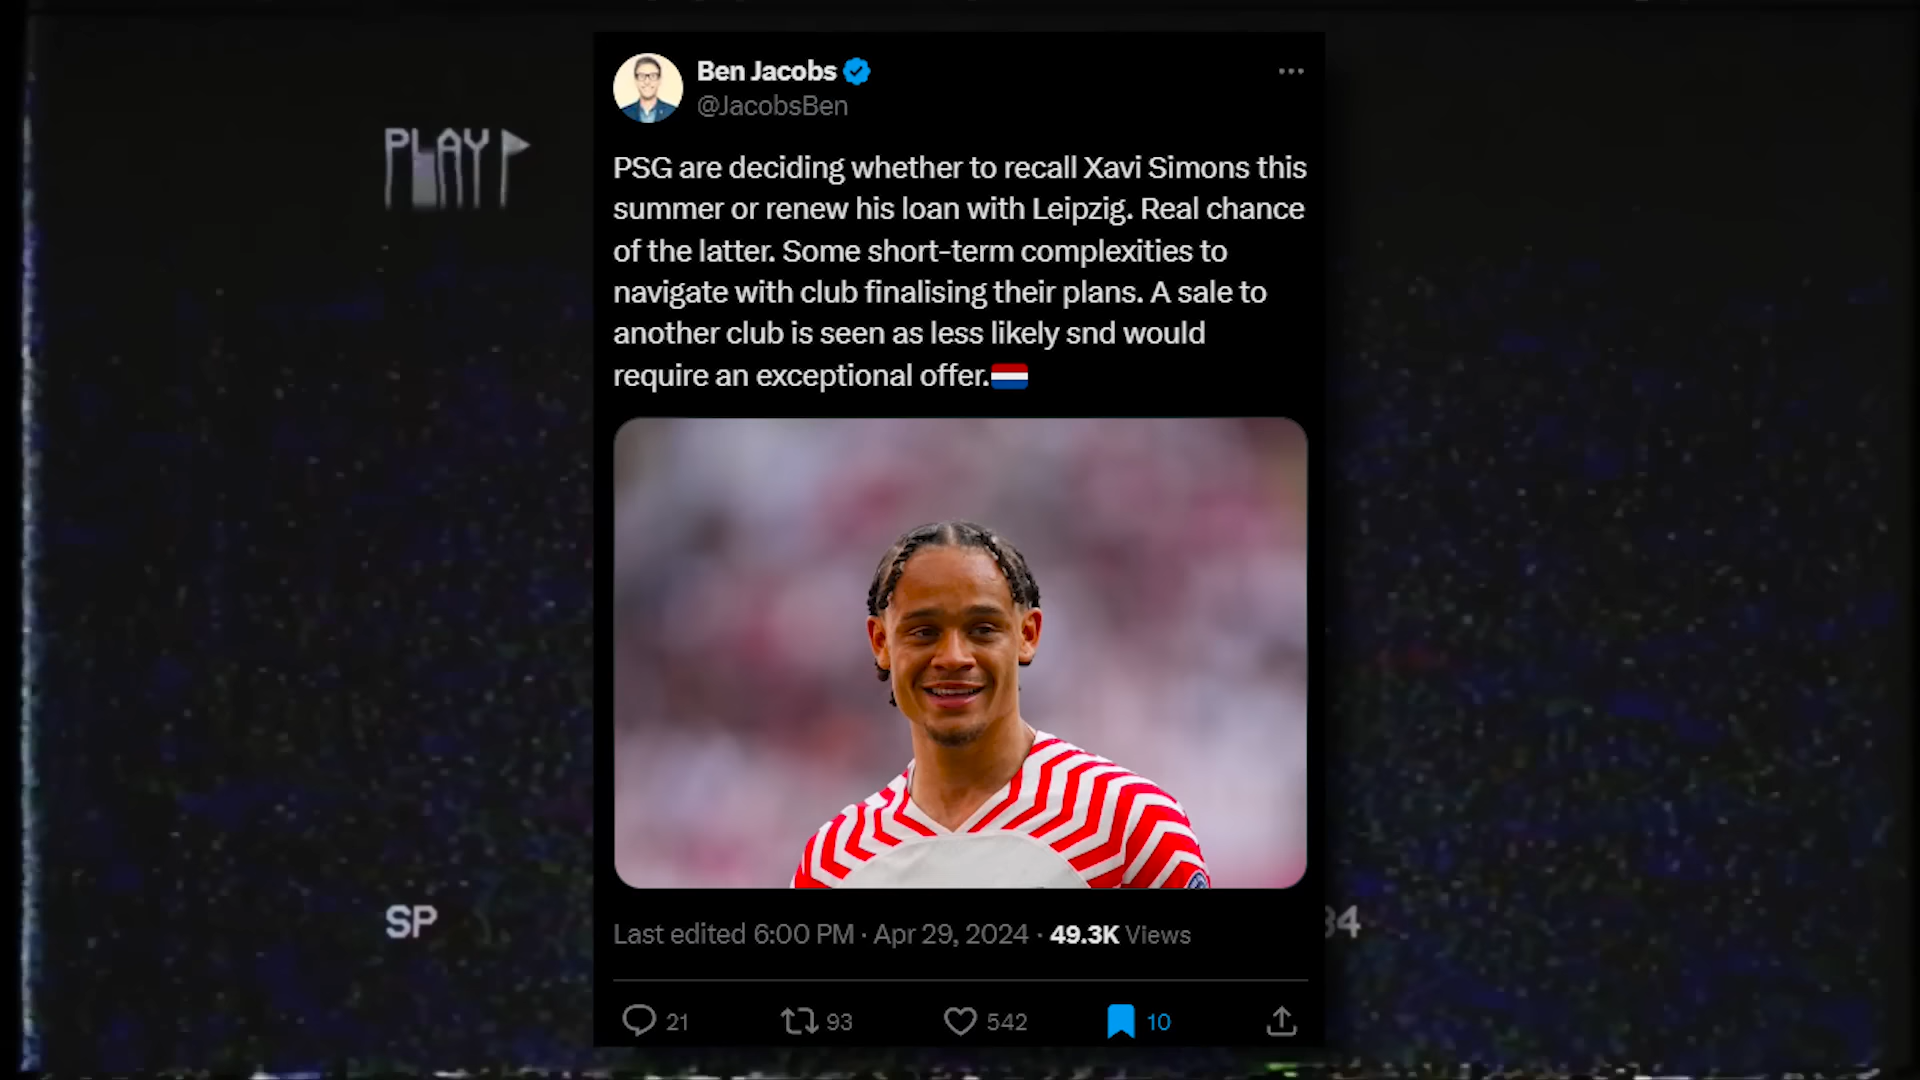 PLAY
Ben Jacobs
@JacobsBen
PSG are deciding whether to recall Xavi Simons this
summer or renew his loan with Leipzig. Real chance
of the latter. Some short-term complexities to
navigate with club finalising their plans. A sale to
another club is seen as less likely snd would
require an exceptional offer.
Last edited 6:00 PM · Apr 29, 2024 · 49.3K Views
21 93 542 10
SP